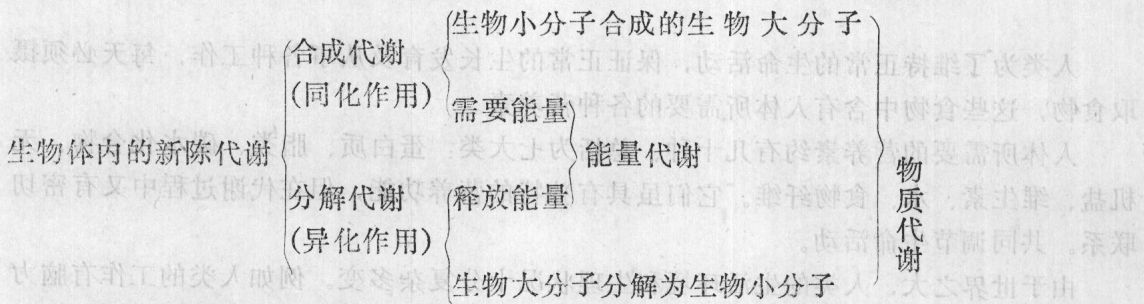 生物小分子合成的生物大分子
合成代谢
(同化作用)
需要能量
生物体内的新陈代谢
能量代谢
物质代谢
分解代谢
释放能量
(异化作用)
生物大分子分解为生物小分子